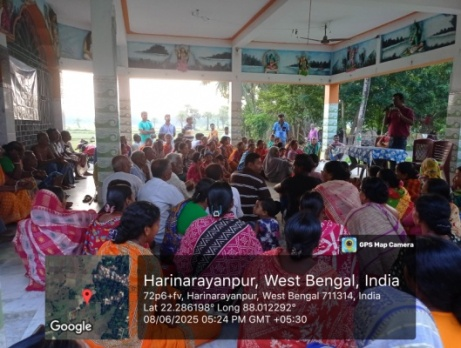 GPS Map Camera
Harinarayanpur, West Bengal, India
72p6+fv, Harinarayanpur, West Bengal 711314, India
Lat 22.286198° Long 88.012292°
08/06/2025 05:24 PM GMT +05:30
Google